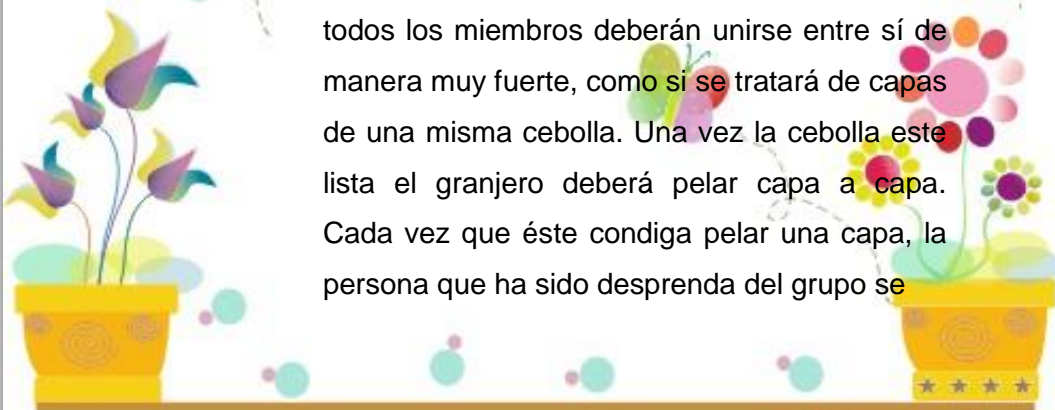 todos los miembros deberán unirse entre sí de
manera muy fuerte, como si se tratará de capas
de una misma cebolla. Una vez la cebolla este
lista el granjero deberá pelar capa a capa.
Cada vez que éste condiga pelar una capa, la
persona que ha sido desprenda del grupo se